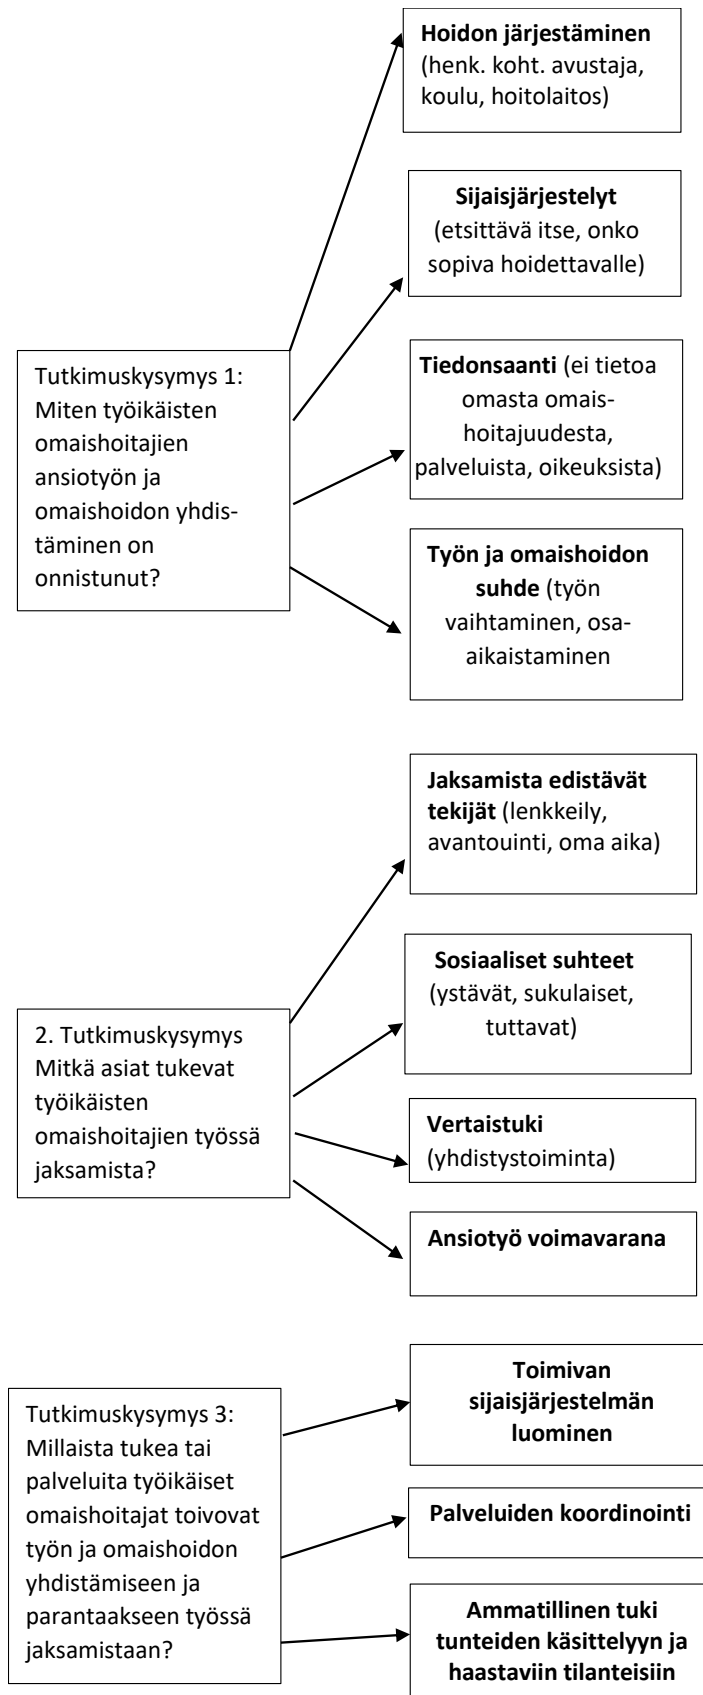 Hoidon järjestäminen
(henk. koht. avustaja,
koulu, hoitolaitos)
Sijaisjärjestelyt
(etsittävä itse, onko
sopiva hoidettavalle)
Tutkimuskysymys 1:
Miten työikäisten
omaishoitajien
ansiotyön ja
omaishoidon yhdis-
täminen on
onnistunut?
Tiedonsaanti (ei tietoa
omasta omais-
hoitajuudesta,
palveluista, oikeuksista)
Työn ja omaishoidon
suhde (työn
vaihtaminen, osa-
aikaistaminen
Jaksamista edistävät
tekijät (lenkkeily,
avantouinti, oma aika)
Sosiaaliset suhteet
(ystävät, sukulaiset,
tuttavat)
2. Tutkimuskysymys
Mitkä asiat tukevat
työikäisten
omaishoitajien työssä
jaksamista?
Vertaistuki
(yhdistystoiminta)
Ansiotyö voimavarana
Toimivan
sijaisjärjestelmän
luominen
Tutkimuskysymys 3:
Millaista tukea tai
palveluita työikäiset
omaishoitajat toivovat
työn ja omaishoidon
yhdistämiseen ja
parantaakseen työssä
jaksamistaan?
Palveluiden koordinointi
Ammatillinen tuki
tunteiden käsittelyyn ja
haastaviin tilanteisiin